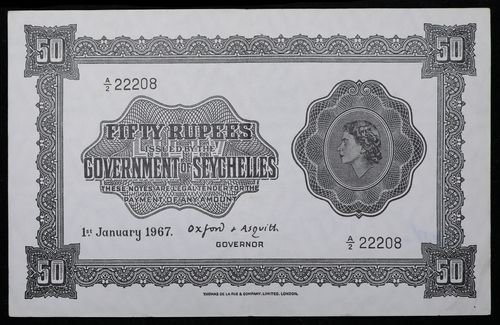 50 50
A/2 22208
FIFTY RUPEES
ISSUED BY THE
GOVERNMENT OF SEYCHELLES
THESE NOTES ARE LEGAL TENDER FOR THE
PAYMENT OF ANY AMOUNT
1st January 1967. Oxford & Asquith
GOVERNOR
A/2 22208
50 50
THOMAS DE LA RUE & COMPANY, LIMITED, LONDON.